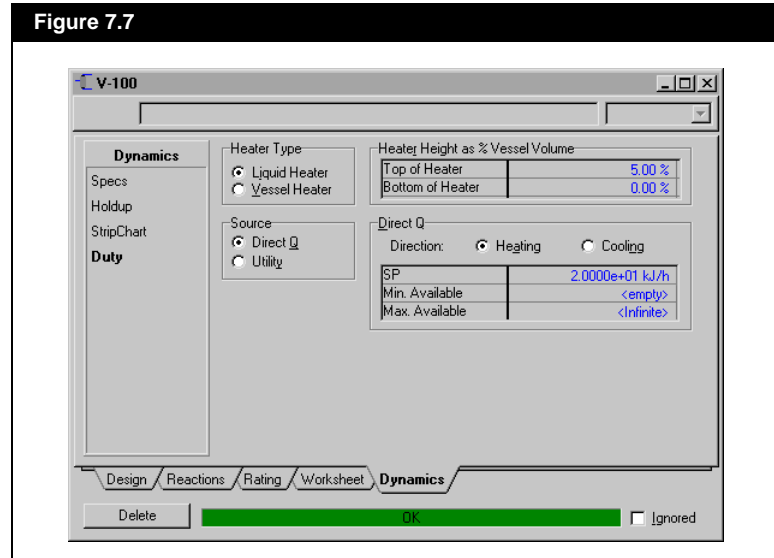 Figure 7.7
V-100
Dynamics
Specs
Holdup
StripChart
Duty
Heater Type
Liquid Heater
Vessel Heater
Heater Height as % Vessel Volume
Top of Heater 5.00 %
Bottom of Heater 0.00 %
Source
Direct Q
Utility
Direct Q
Direction: Heating Cooling
SP 2.0000e+01 kJ/h
Min. Available <empty>
Max. Available <Infinite>
Design Reactions Rating Worksheet Dynamics
Delete OK Ignored